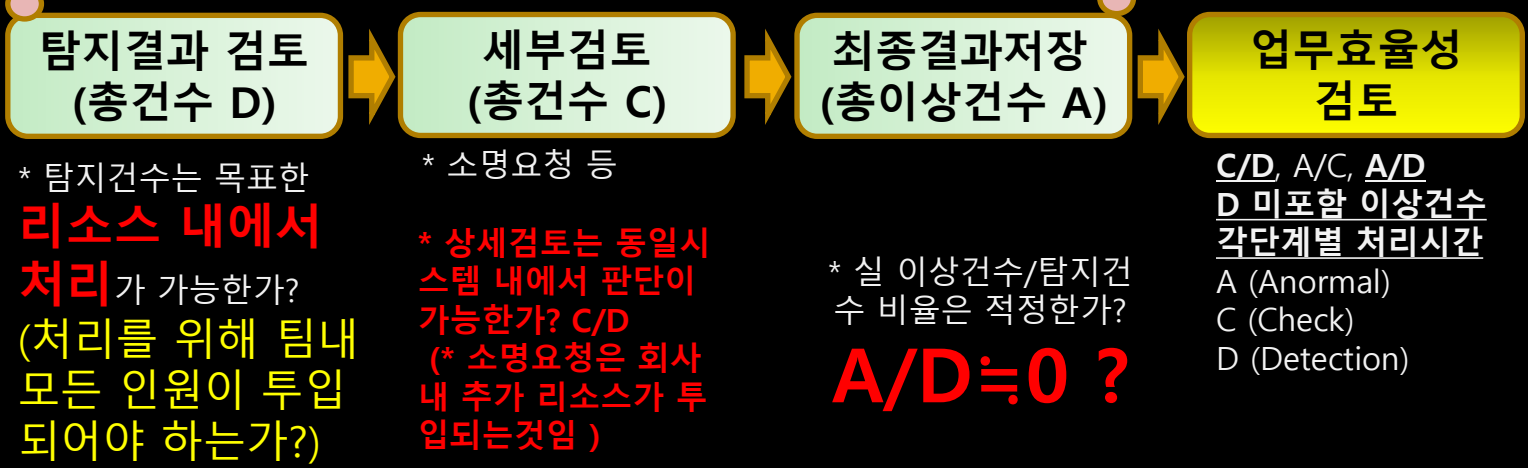 탐지결과 검토
(총건수 D)
세부검토
(총건수 C)
최종결과저장
(총이상건수 A)
업무효율성
검토
* 탐지건수는 목표한
리소스 내에서
처리가 가능한가?
(처리를 위해 팀내
모든 인원이 투입
되어야 하는가?)
* 소명요청 등
* 상세검토는 동일시
스템 내에서 판단이
가능한가? C/D
(* 소명요청은 회사
내 추가 리소스가 투
입되는것임 )
* 실 이상건수/탐지건
수 비율은 적정한가?
A/D≒0 ?
C/D, A/C, A/D
D 미포함 이상건수
각단계별 처리시간
A (Anormal)
C (Check)
D (Detection)